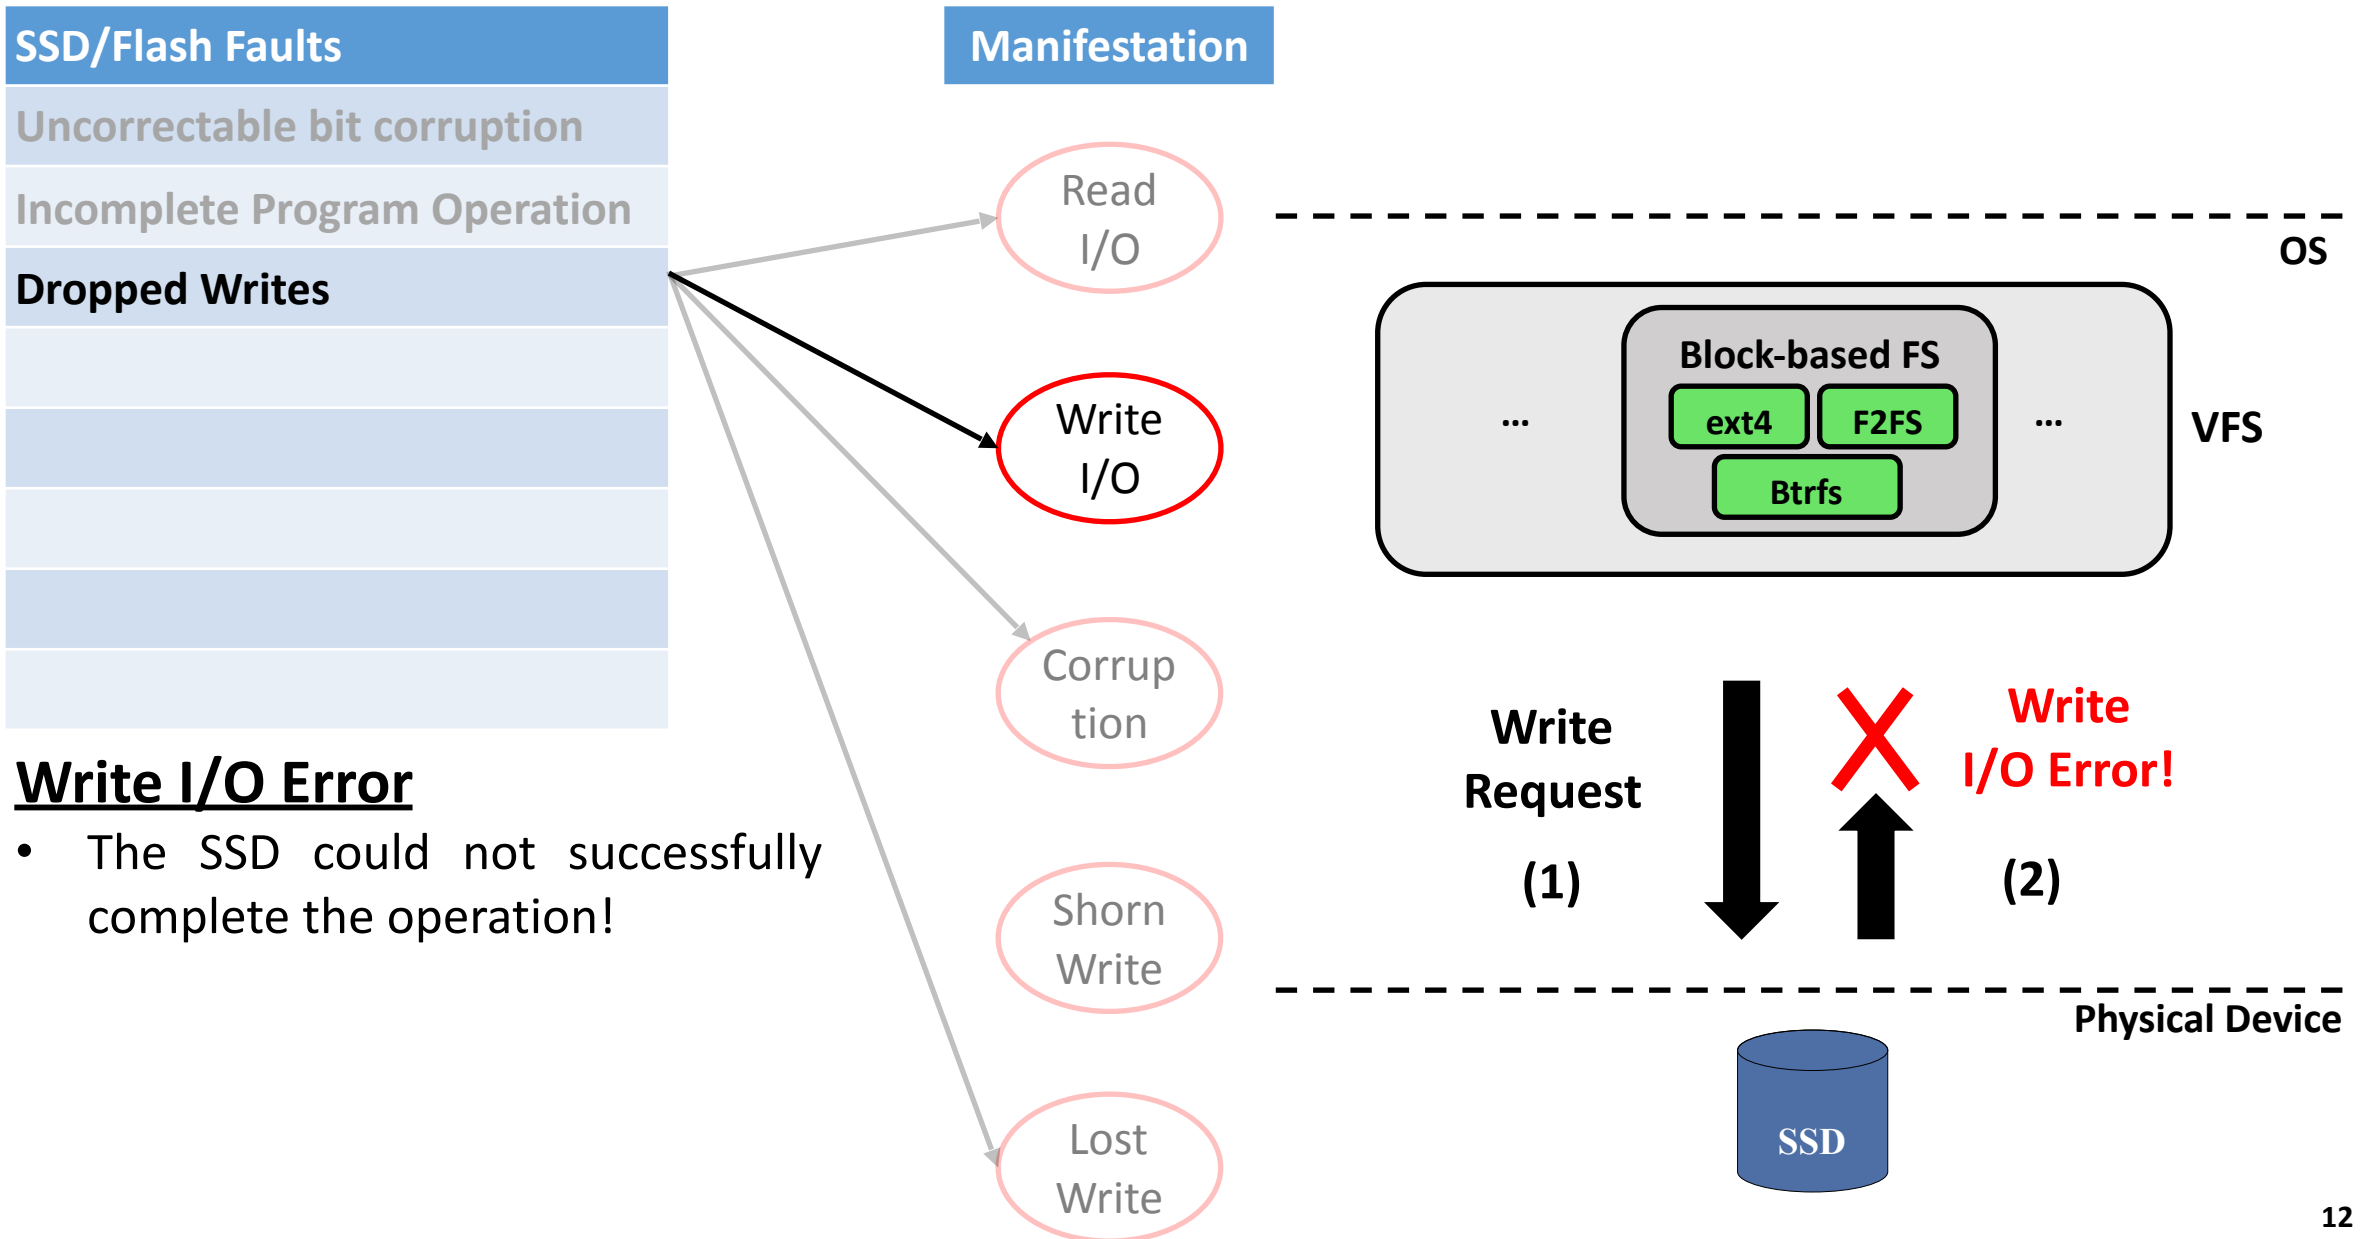 SSD/Flash Faults
Uncorrectable bit corruption
Incomplete Program Operation
Dropped Writes
Write I/O Error
• The SSD could not successfully
complete the operation!
Manifestation
Read
I/O
Write
I/O
Corrup
tion
Shorn
Write
Lost
Write
OS
Block-based FS
... ext4 F2FS ...
Btrfs
VFS
Write
Request
(1)
Write
I/O Error!
(2)
Physical Device
SSD
12